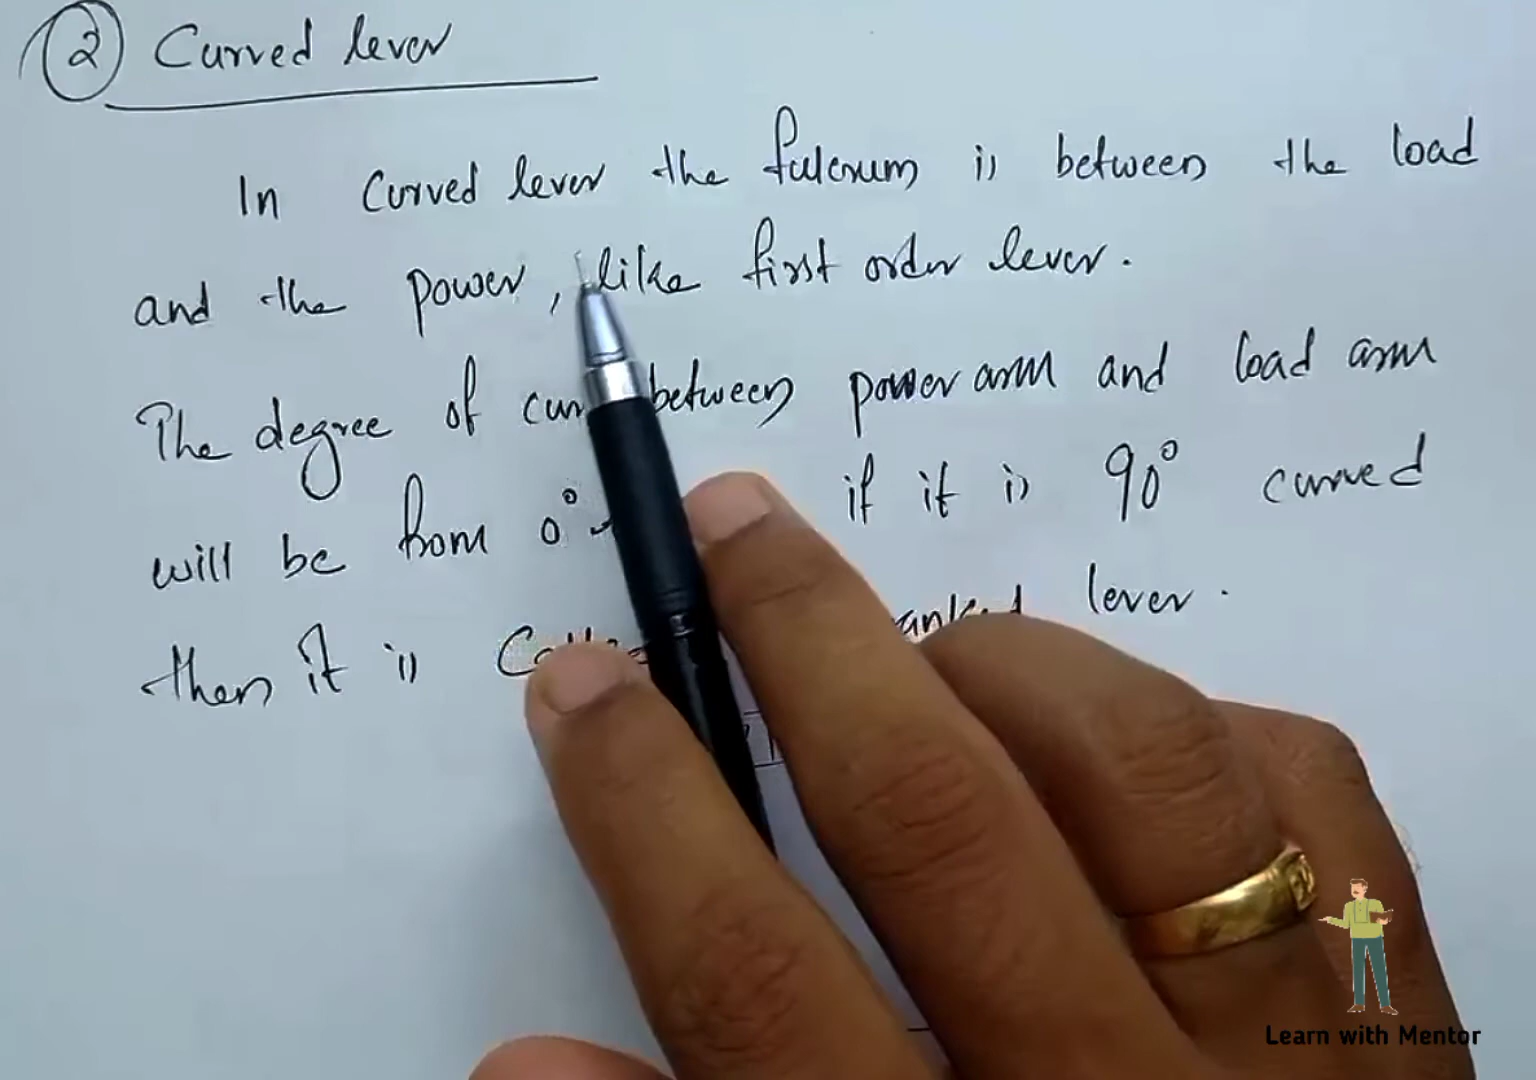 2 Curved lever
In Curved lever the fulcrum is between the load
and the power, like first order lever.
The degree of between power arm and load arm
will be from 0° if it is 90° curved
then it is lever.
Learn with Mentor